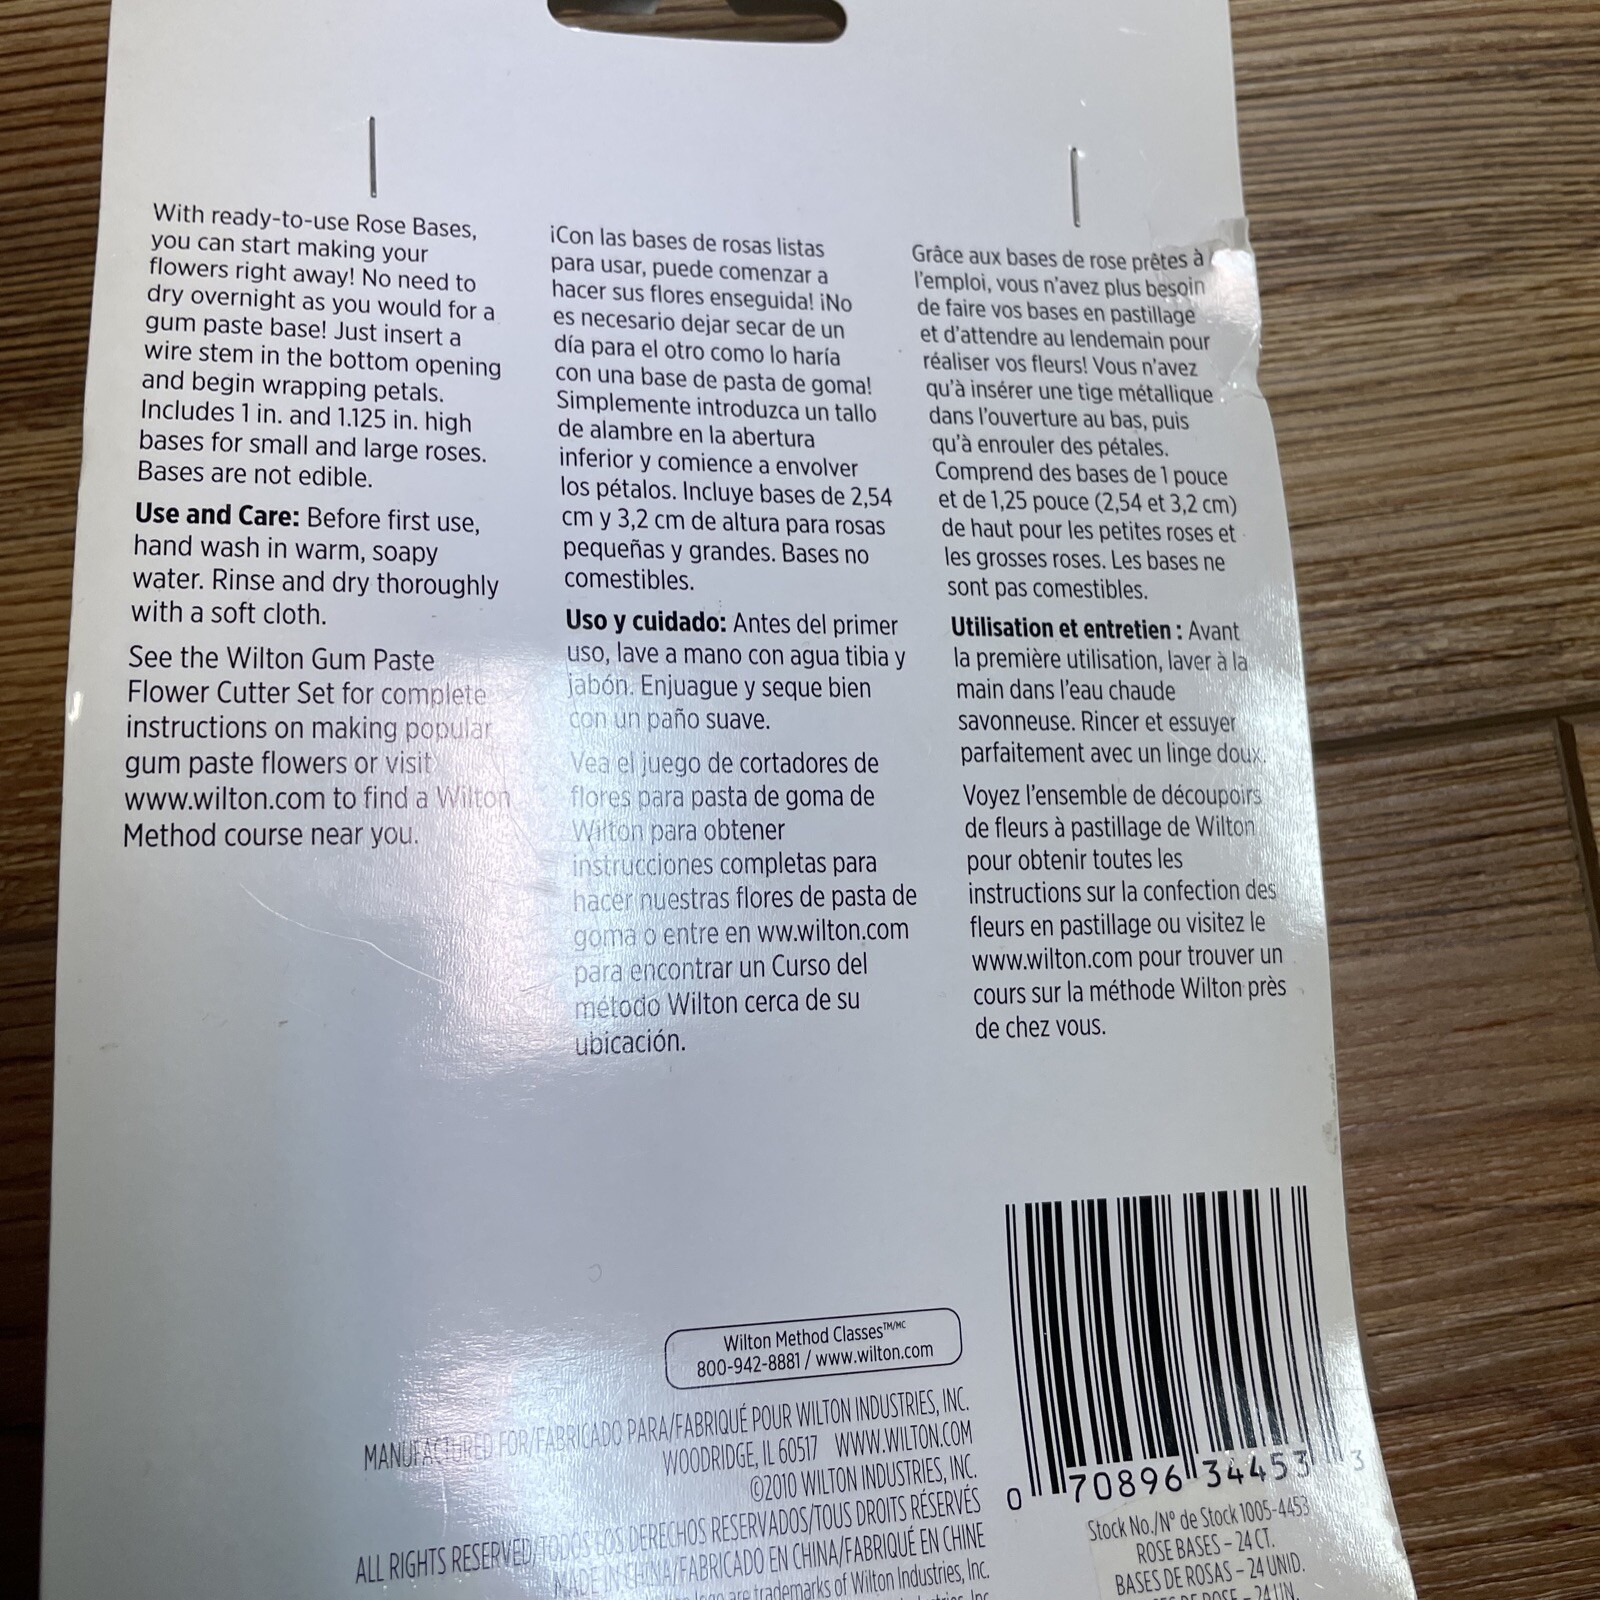 With ready-to-use Rose Bases,
you can start making your
flowers right away! No need to
dry overnight as you would for a
gum paste base! Just insert a
wire stem in the bottom opening
and begin wrapping petals.
Includes 1 in. and 1.125 in. high
bases for small and large roses.
Bases are not edible.
Use and Care: Before first use,
hand wash in warm, soapy
water. Rinse and dry thoroughly
with a soft cloth.
See the Wilton Gum Paste
Flower Cutter Set for complete
instructions on making popular
gum paste flowers or visit
www.wilton.com to find a Wilton
Method course near you.
¡Con las bases de rosas listas
para usar, puede comenzar a
hacer sus flores enseguida! ¡No
es necesario dejar secar de un
día para el otro como lo haría
con una base de pasta de goma!
Simplemente introduzca un tallo
de alambre en la abertura
inferior y comience a envolver
los pétalos. Incluye bases de 2,54
cm y 3,2 cm de altura para rosas
pequeñas y grandes. Bases no
comestibles.
Uso y cuidado: Antes del primer
uso, lave a mano con agua tibia y
jabón. Enjuague y seque bien
con un paño suave.
Vea el juego de cortadores de
flores para pasta de goma de
Wilton para obtener
instrucciones completas para
hacer nuestras flores de pasta de
goma o entre en ww.wilton.com
para encontrar un Curso del
método Wilton cerca de su
ubicación.
Grâce aux bases de rose prêtes à
l'emploi, vous n'avez plus besoin
de faire vos bases en pastillage
et d'attendre au lendemain pour
réaliser vos fleurs! Vous n'avez
qu'à insérer une tige métallique
dans l'ouverture au bas, puis
qu'à enrouler des pétales.
Comprend des bases de 1 pouce
et de 1,25 pouce (2,54 et 3,2 cm)
de haut pour les petites roses et
les grosses roses. Les bases ne
sont pas comestibles.
Utilisation et entretien : Avant
la première utilisation, laver à la
main dans l'eau chaude
savonneuse. Rincer et essuyer
parfaitement avec un linge doux.
Voyez l'ensemble de découpoirs
de fleurs à pastillage de Wilton
pour obtenir toutes les
instructions sur la confection des
fleurs en pastillage ou visitez le
www.wilton.com pour trouver un
cours sur la méthode Wilton près
de chez vous.
Wilton Method Classes™/MC
800-942-8881 / www.wilton.com
MANUFACTURED FOR/FABRICADO PARA/FABRIQUÉ POUR WILTON INDUSTRIES, INC.
WOODRIDGE, IL 60517 WWW.WILTON.COM
©2010 WILTON INDUSTRIES, INC.
ALL RIGHTS RESERVED/TODOS LOS DERECHOS RESERVADOS/TOUS DROITS RÉSERVÉS
MADE IN CHINA/FABRICADO EN CHINA/FABRIQUÉ EN CHINE
logo are trademarks of Wilton Industries, Inc.
0 70896 34453 3
Stock No./Nº de Stock 1005-4453
ROSE BASES – 24 CT.
BASES DE ROSAS – 24 UNID.
DE ROSE – 24 UN.